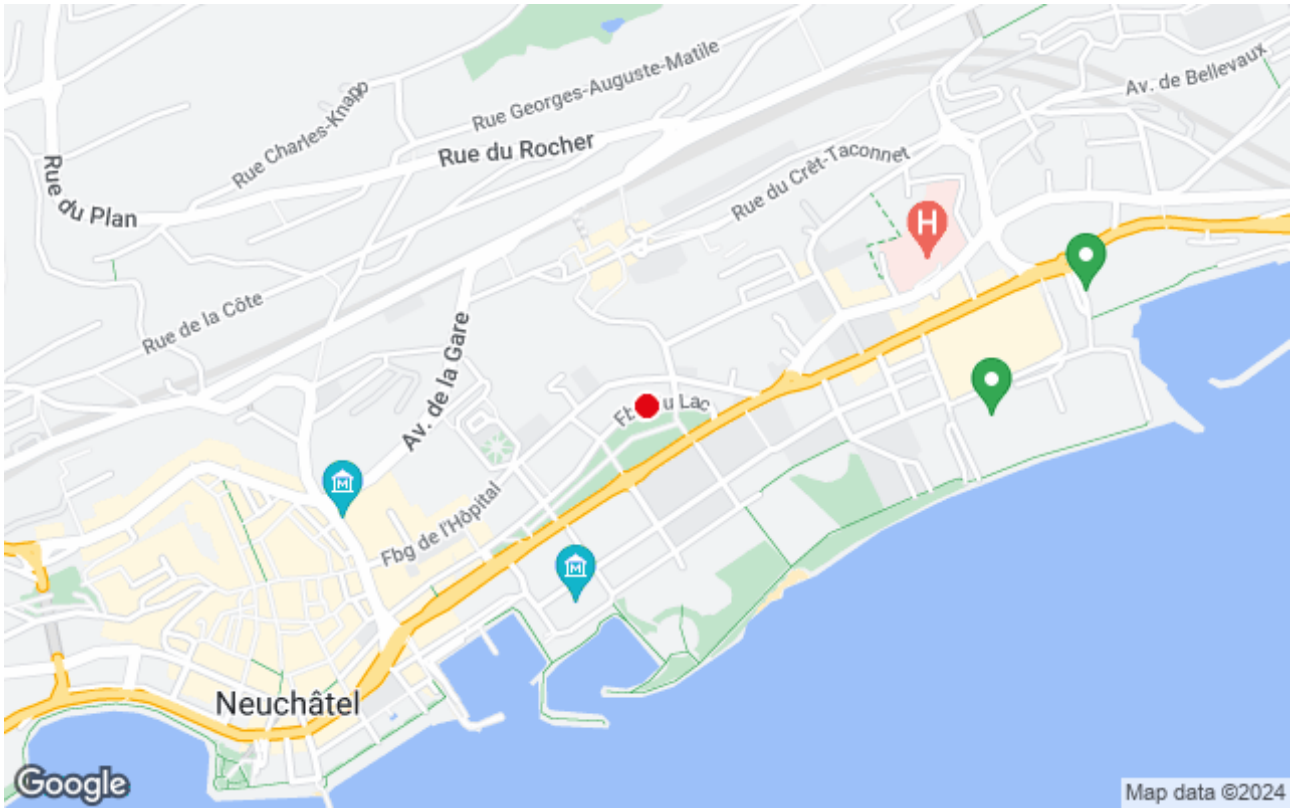 Av. de Bellevaux
Rue Georges-Auguste-Matile
Rue Charles-Knapp
Rue du Rocher
Rue du Crêt-Taconnet
H
Rue du Plan
Rue de la Côte
Av. de la Gare
Fb u Lac
M
Fbg de l'Hôpital
M
Neuchâtel
Google
Map data ©2024